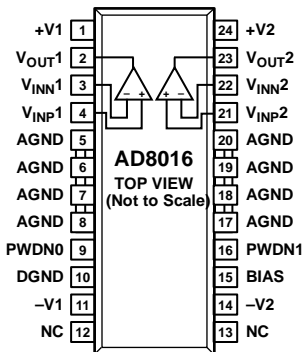 +V1 1 24 +V2
VOUT1 2 23 VOUT2
VINN1 3 22 VINN2
VINP1 4 21 VINP2
– + + –
AGND 5 20 AGND
AGND 6 19 AGND
AGND 7 18 AGND
AGND 8 17 AGND
AD8016
TOP VIEW
(Not to Scale)
PWDN0 9 16 PWDN1
DGND 10 15 BIAS
–V1 11 14 –V2
NC 12 13 NC